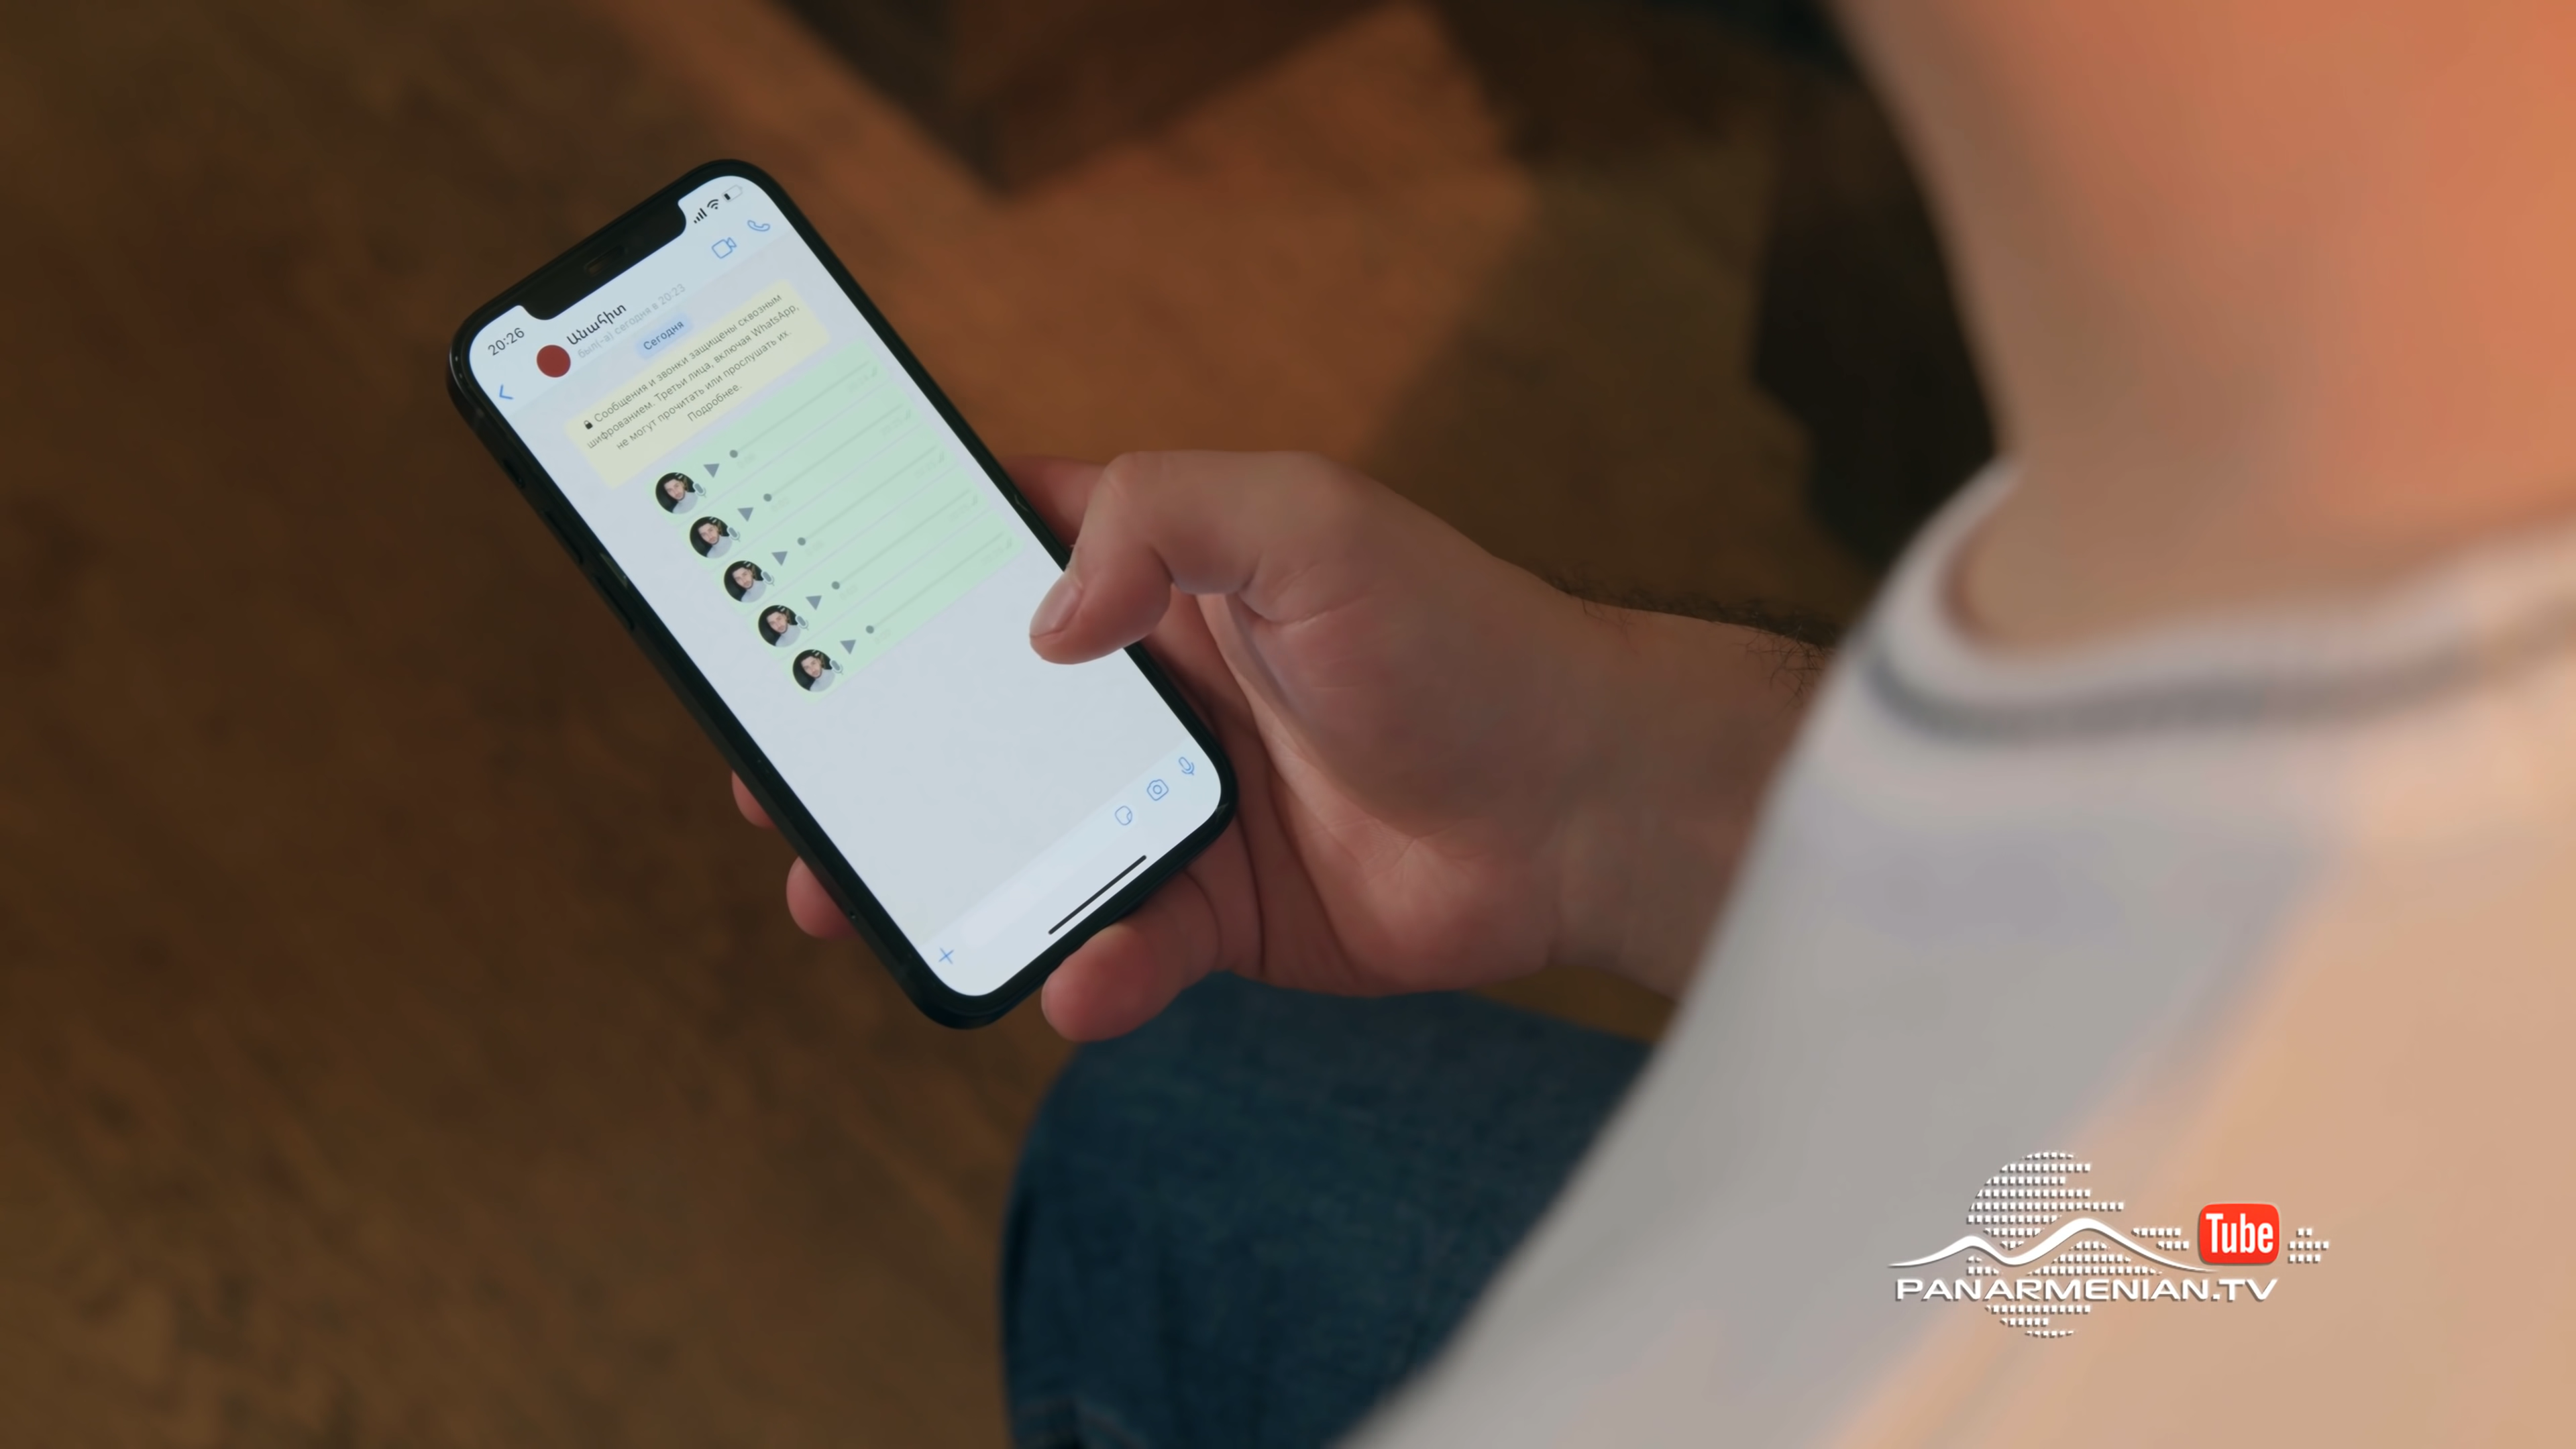 20:26
Անահիտ
был(-а) сегодня в 20:23
Сегодня
Сообщения и звонки защищены сквозным
шифрованием. Третьи лица, включая WhatsApp,
не могут прочитать или прослушать их.
Подробнее.
Tube
PANARMENIAN.TV